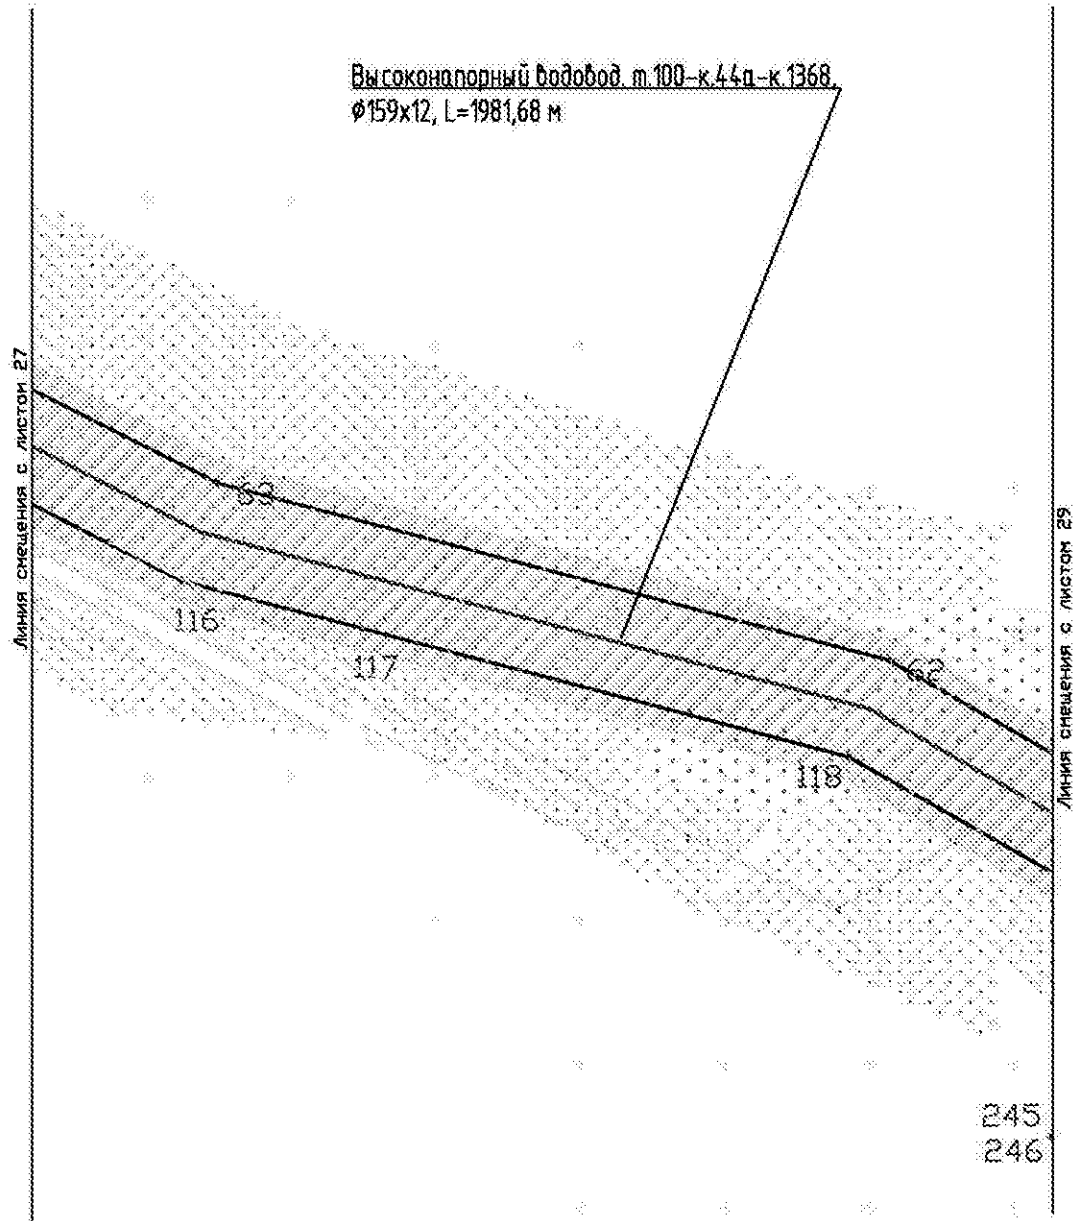 Высоконапорный водовод. т.100-к.44а-к.1368,
ϕ159х12, L=1981,68 м
Линия смещения с листом 27
63
116
117
62
118
Линия смещения с листом 29
245
246